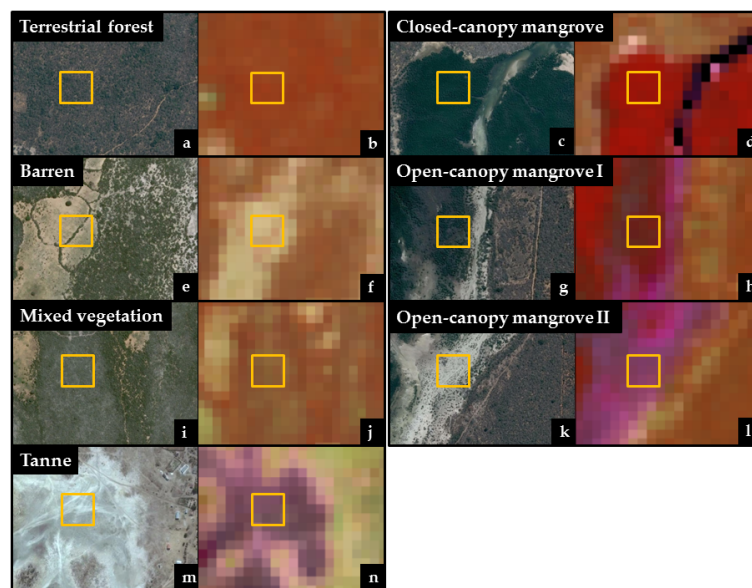 Terrestrial forest
a
b
Barren
e
f
Mixed vegetation
i
j
Tanne
m
n
Closed-canopy mangrove
c
d
Open-canopy mangrove I
g
h
Open-canopy mangrove II
k
l